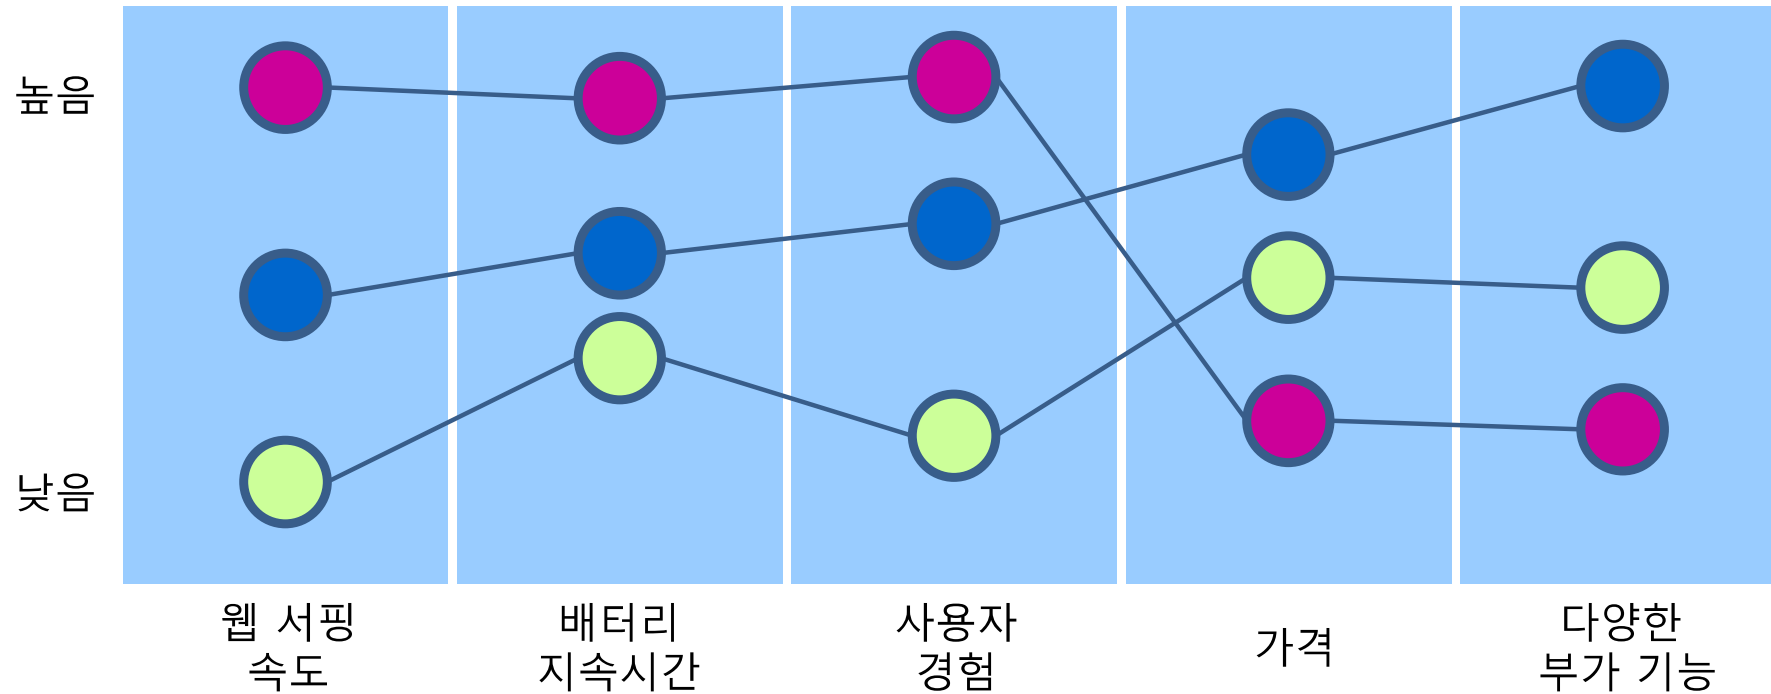 높음
낮음
웹 서핑
속도
배터리
지속시간
사용자
경험
가격
다양한
부가 기능